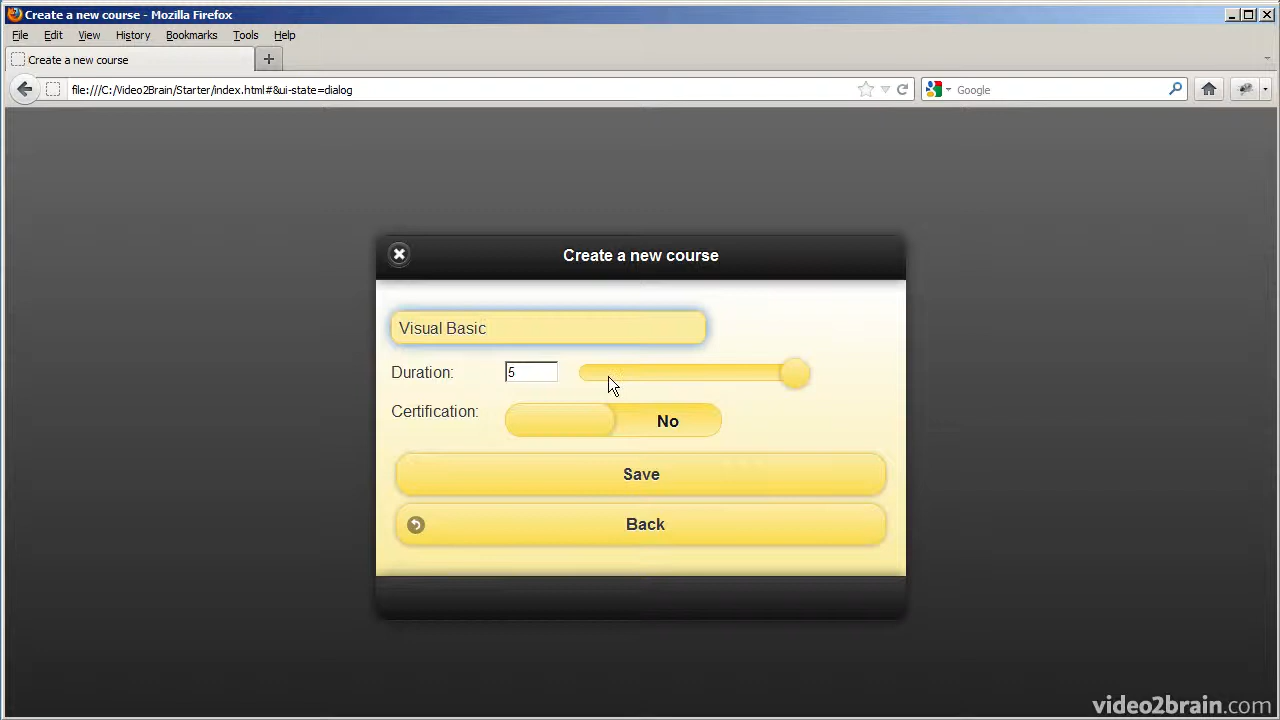 Create a new course - Mozilla Firefox
File Edit View History Bookmarks Tools Help
Create a new course
file:///C:/Video2Brain/Starter/index.html#&ui-state=dialog
Google
Create a new course
Visual Basic
Duration: 5
Certification: No
Save
Back
video2brain.com